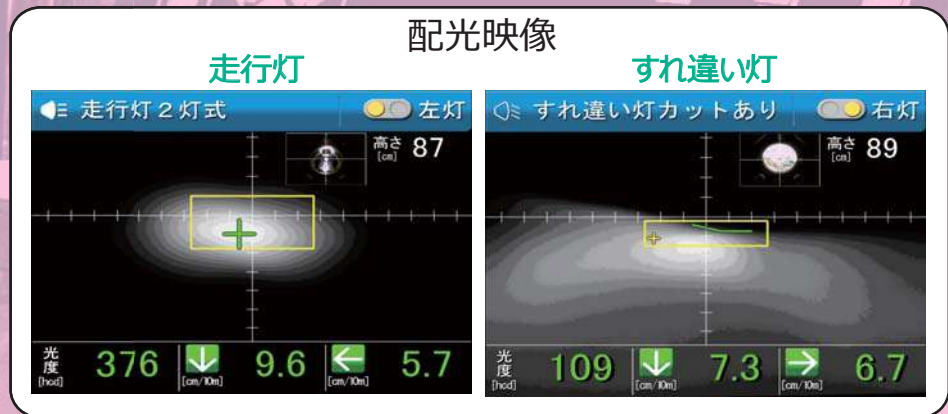 配光映像
走行灯
走行灯2灯式 左灯
高さ[cm] 87
光度[hcd] 376 ↓[cm/10m] 9.6 ←[cm/10m] 5.7
すれ違い灯
すれ違い灯カットあり 右灯
高さ[cm] 89
光度[hcd] 109 ↓[cm/10m] 7.3 →[cm/10m] 6.7